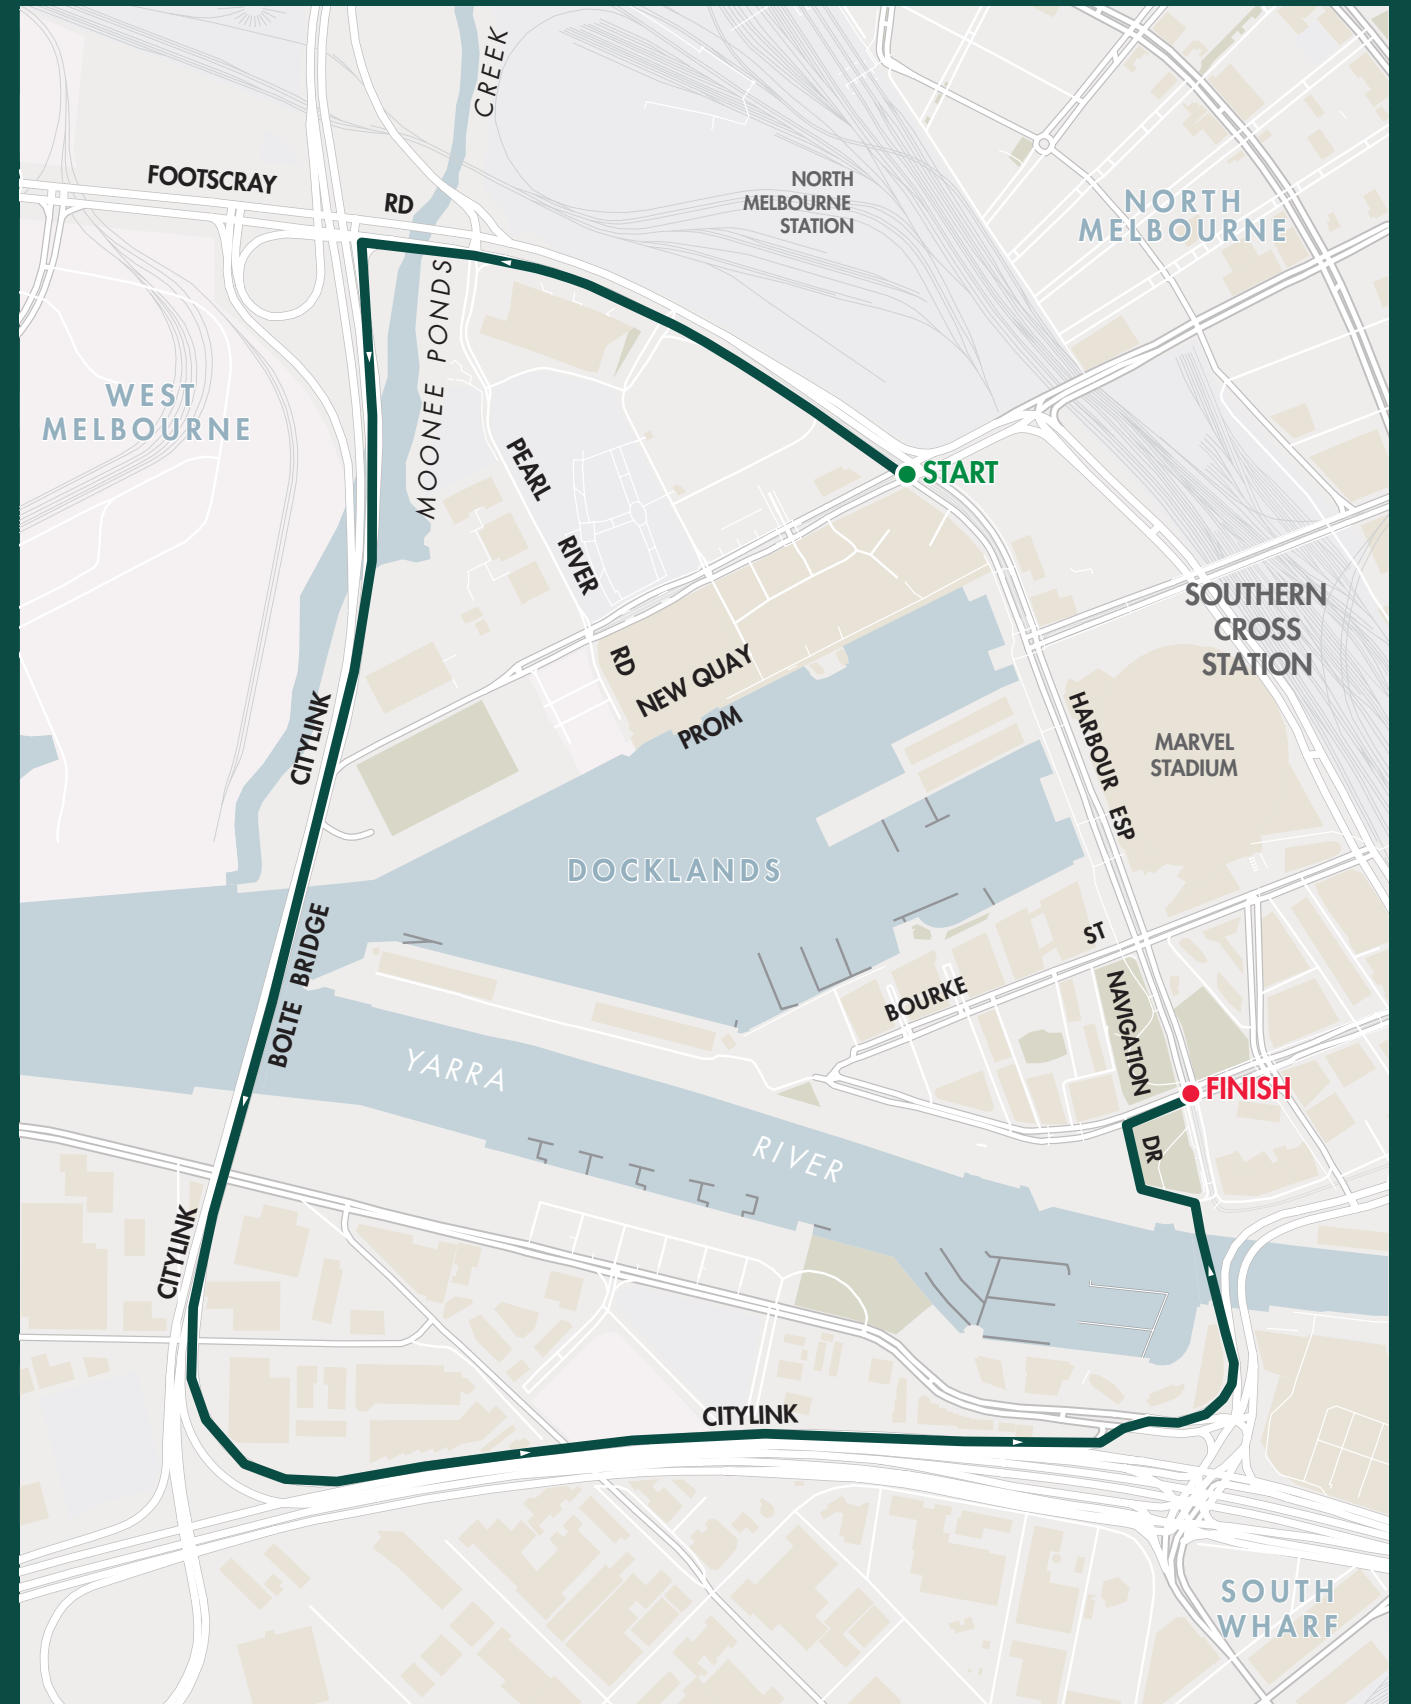 CREEK
FOOTSCRAY
RD
NORTH
MELBOURNE
STATION
NORTH
MELBOURNE
MOONEE PONDS
WEST
MELBOURNE
PEARL
RIVER
RD
START
SOUTHERN
CROSS
STATION
NEW QUAY
PROM
CITYLINK
HARBOUR ESP
MARVEL
STADIUM
DOCKLANDS
BOLTE BRIDGE
BOURKE
ST
NAVIGATION
DR
YARRA
RIVER
FINISH
CITYLINK
CITYLINK
SOUTH
WHARF